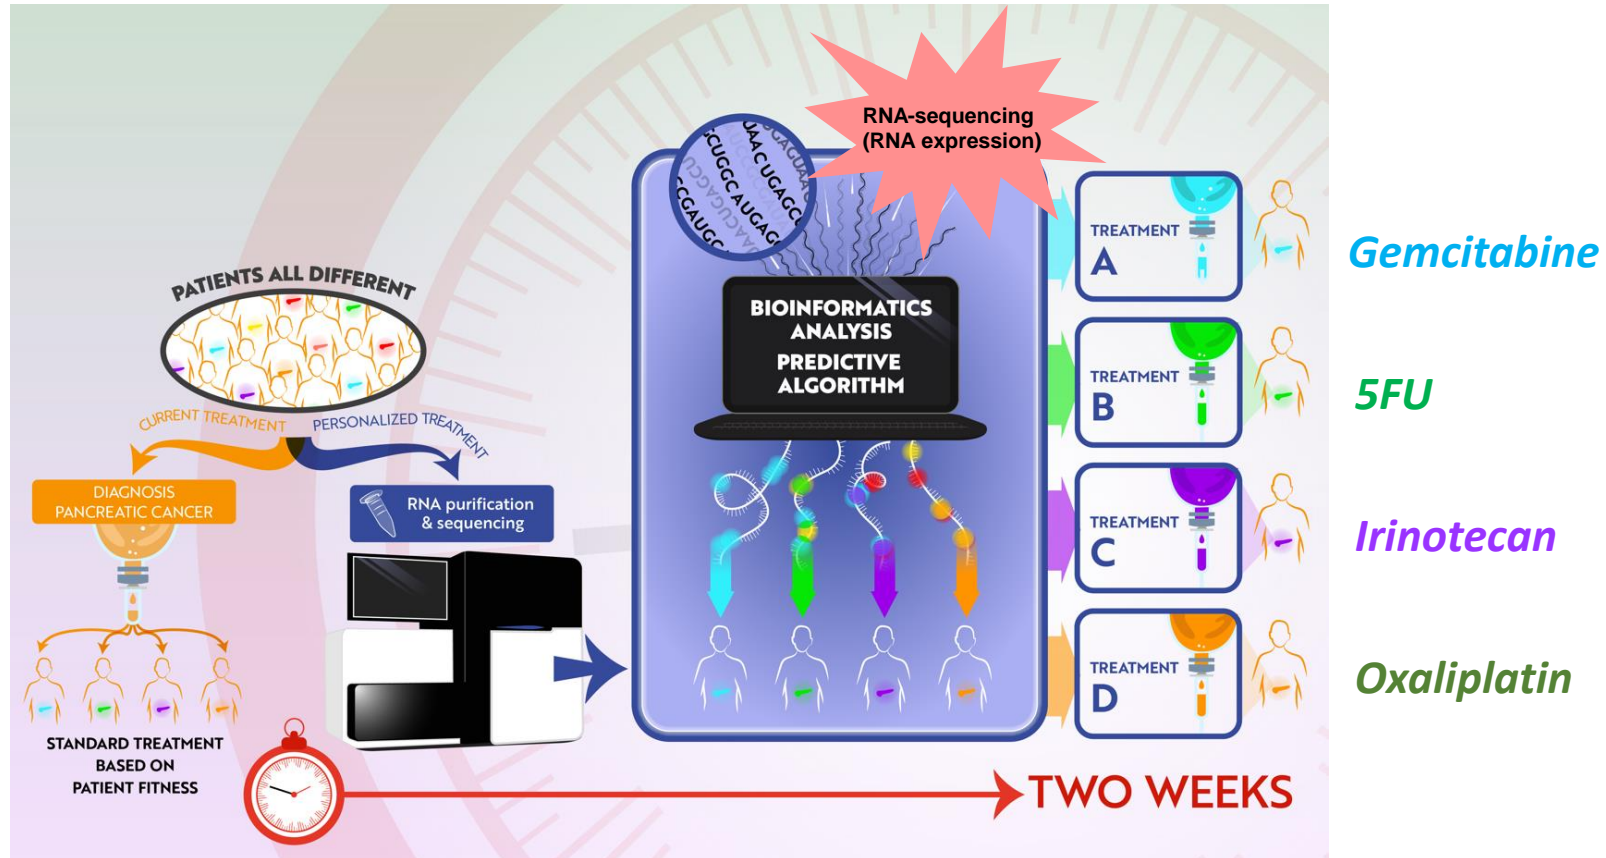 RNA-sequencing
(RNA expression)
PATIENTS ALL DIFFERENT
CURRENT TREATMENT
PERSONALIZED TREATMENT
DIAGNOSIS
PANCREATIC CANCER
RNA purification
& sequencing
STANDARD TREATMENT
BASED ON
PATIENT FITNESS
BIOINFORMATICS
ANALYSIS
PREDICTIVE
ALGORITHM
TREATMENT
A
Gemcitabine
TREATMENT
B
5FU
TREATMENT
C
Irinotecan
TREATMENT
D
Oxaliplatin
TWO WEEKS